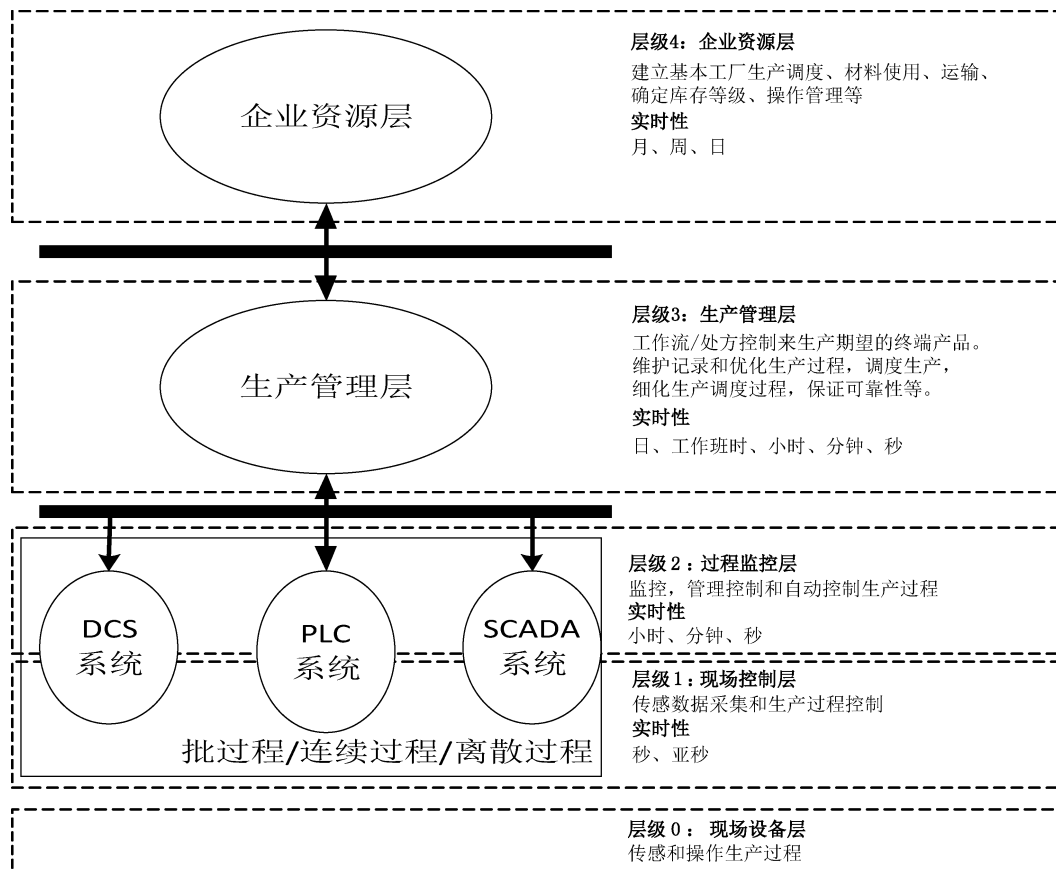 企业资源层
层级4：企业资源层
建立基本工厂生产调度、材料使用、运输、
确定库存等级、操作管理等
实时性
月、周、日
生产管理层
层级3：生产管理层
工作流/处方控制来生产期望的终端产品。
维护记录和优化生产过程，调度生产，
细化生产调度过程，保证可靠性等。
实时性
日、工作班时、小时、分钟、秒
DCS
系统
PLC
系统
SCADA
系统
批过程/连续过程/离散过程
层级2：过程监控层
监控，管理控制和自动控制生产过程
实时性
小时、分钟、秒
层级1：现场控制层
传感数据采集和生产过程控制
实时性
秒、亚秒
层级0： 现场设备层
传感和操作生产过程